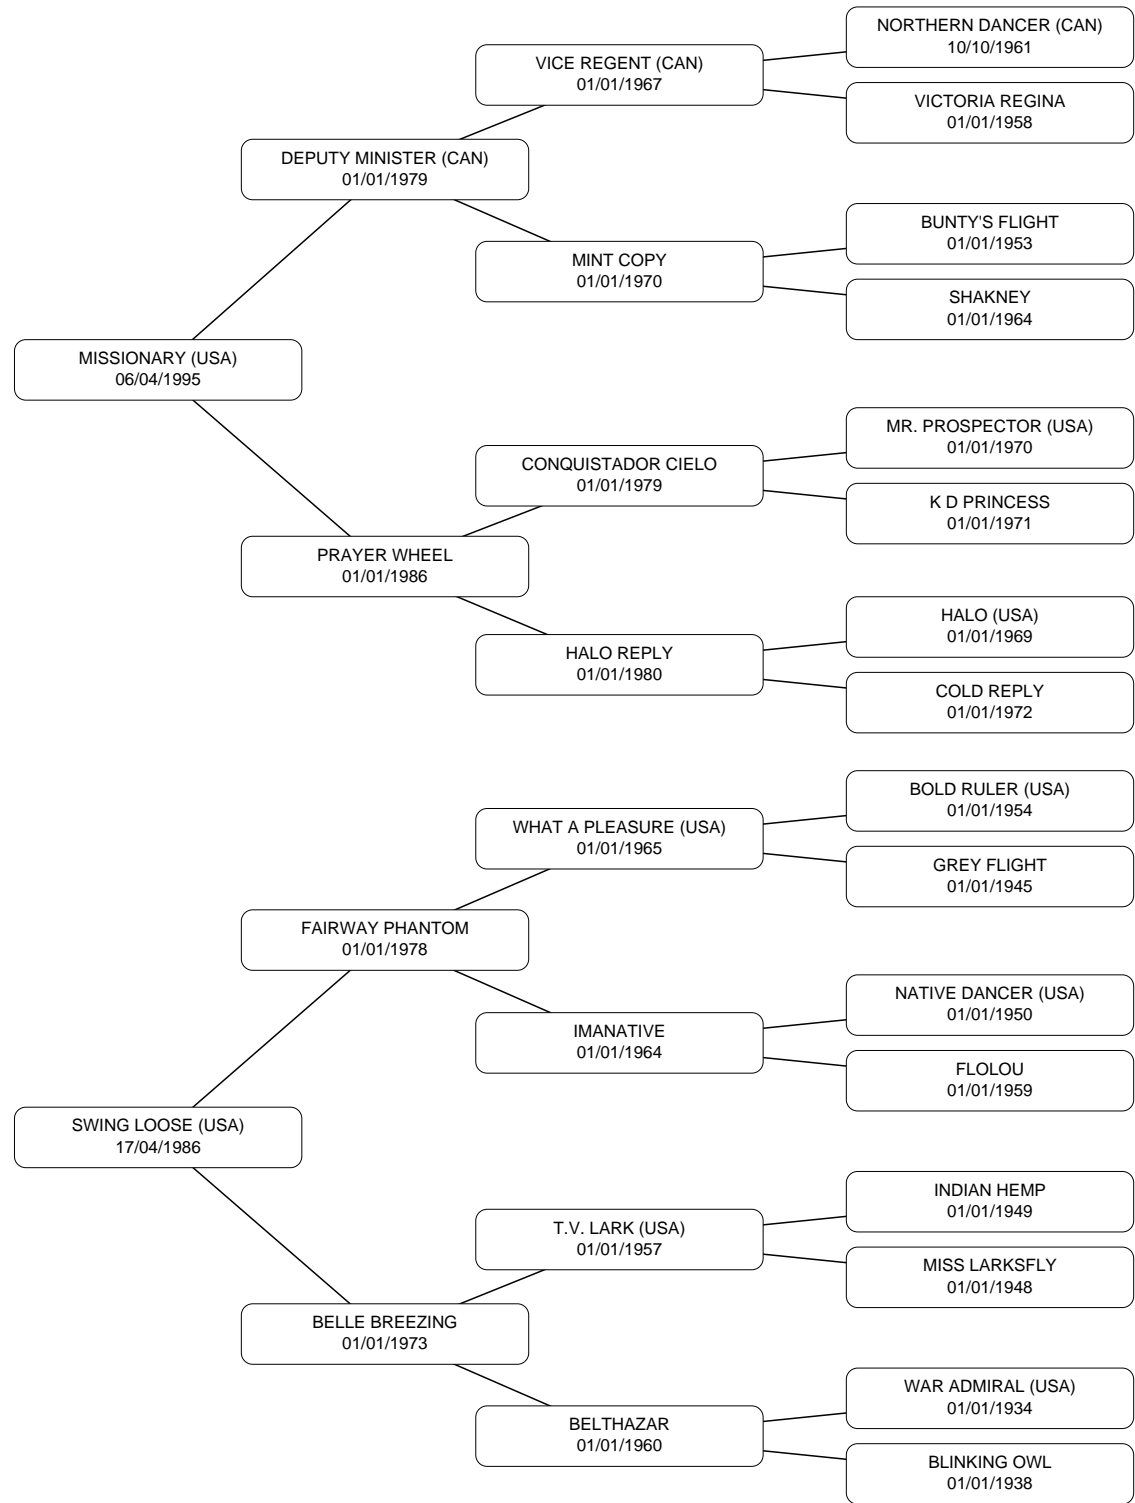 NORTHERN DANCER (CAN)
10/10/1961
VICE REGENT (CAN)
01/01/1967
VICTORIA REGINA
01/01/1958
DEPUTY MINISTER (CAN)
01/01/1979
BUNTY'S FLIGHT
01/01/1953
MINT COPY
01/01/1970
SHAKNEY
01/01/1964
MISSIONARY (USA)
06/04/1995
MR. PROSPECTOR (USA)
01/01/1970
CONQUISTADOR CIELO
01/01/1979
K D PRINCESS
01/01/1971
PRAYER WHEEL
01/01/1986
HALO (USA)
01/01/1969
HALO REPLY
01/01/1980
COLD REPLY
01/01/1972
BOLD RULER (USA)
01/01/1954
WHAT A PLEASURE (USA)
01/01/1965
GREY FLIGHT
01/01/1945
FAIRWAY PHANTOM
01/01/1978
NATIVE DANCER (USA)
01/01/1950
IMANATIVE
01/01/1964
FLOLOU
01/01/1959
SWING LOOSE (USA)
17/04/1986
INDIAN HEMP
01/01/1949
T.V. LARK (USA)
01/01/1957
MISS LARKSFLY
01/01/1948
BELLE BREEZING
01/01/1973
WAR ADMIRAL (USA)
01/01/1934
BELTHAZAR
01/01/1960
BLINKING OWL
01/01/1938